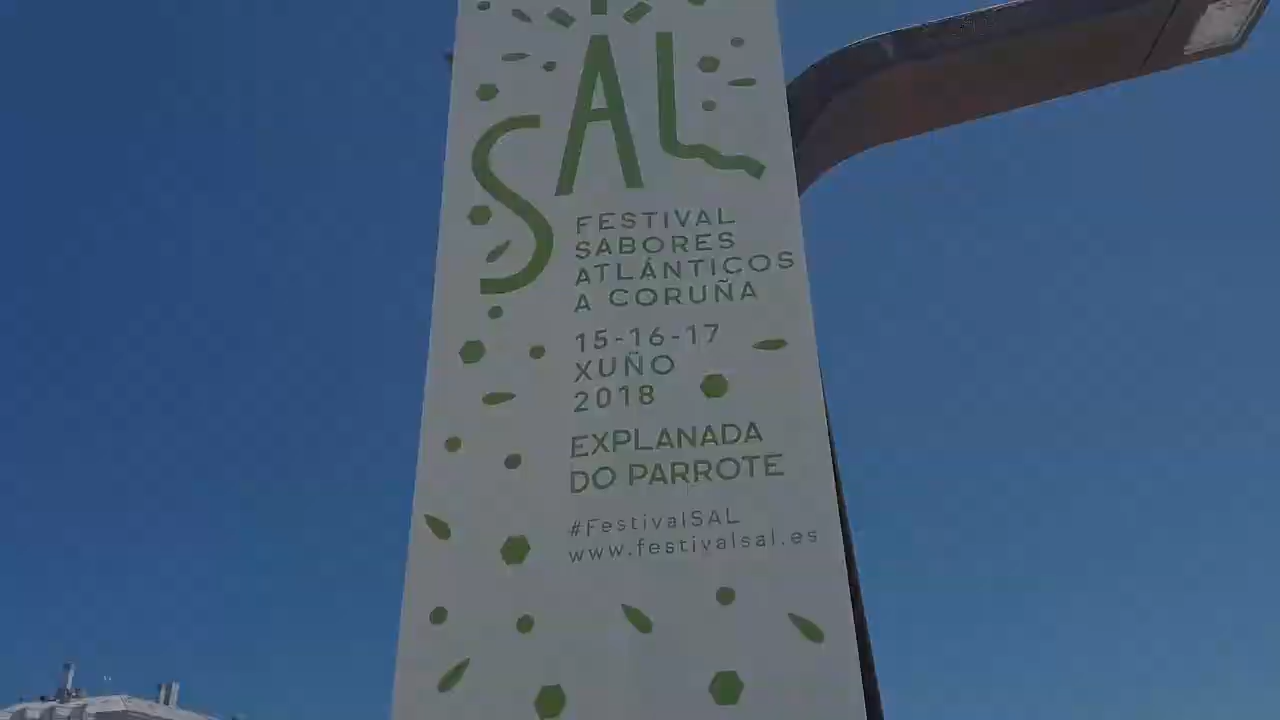 SAL
FESTIVAL
SABORES
ATLÁNTICOS
A CORUÑA
15-16-17
XUÑO
2018
EXPLANADA
DO PARROTE
#FestivalSAL
www.festivalsal.es